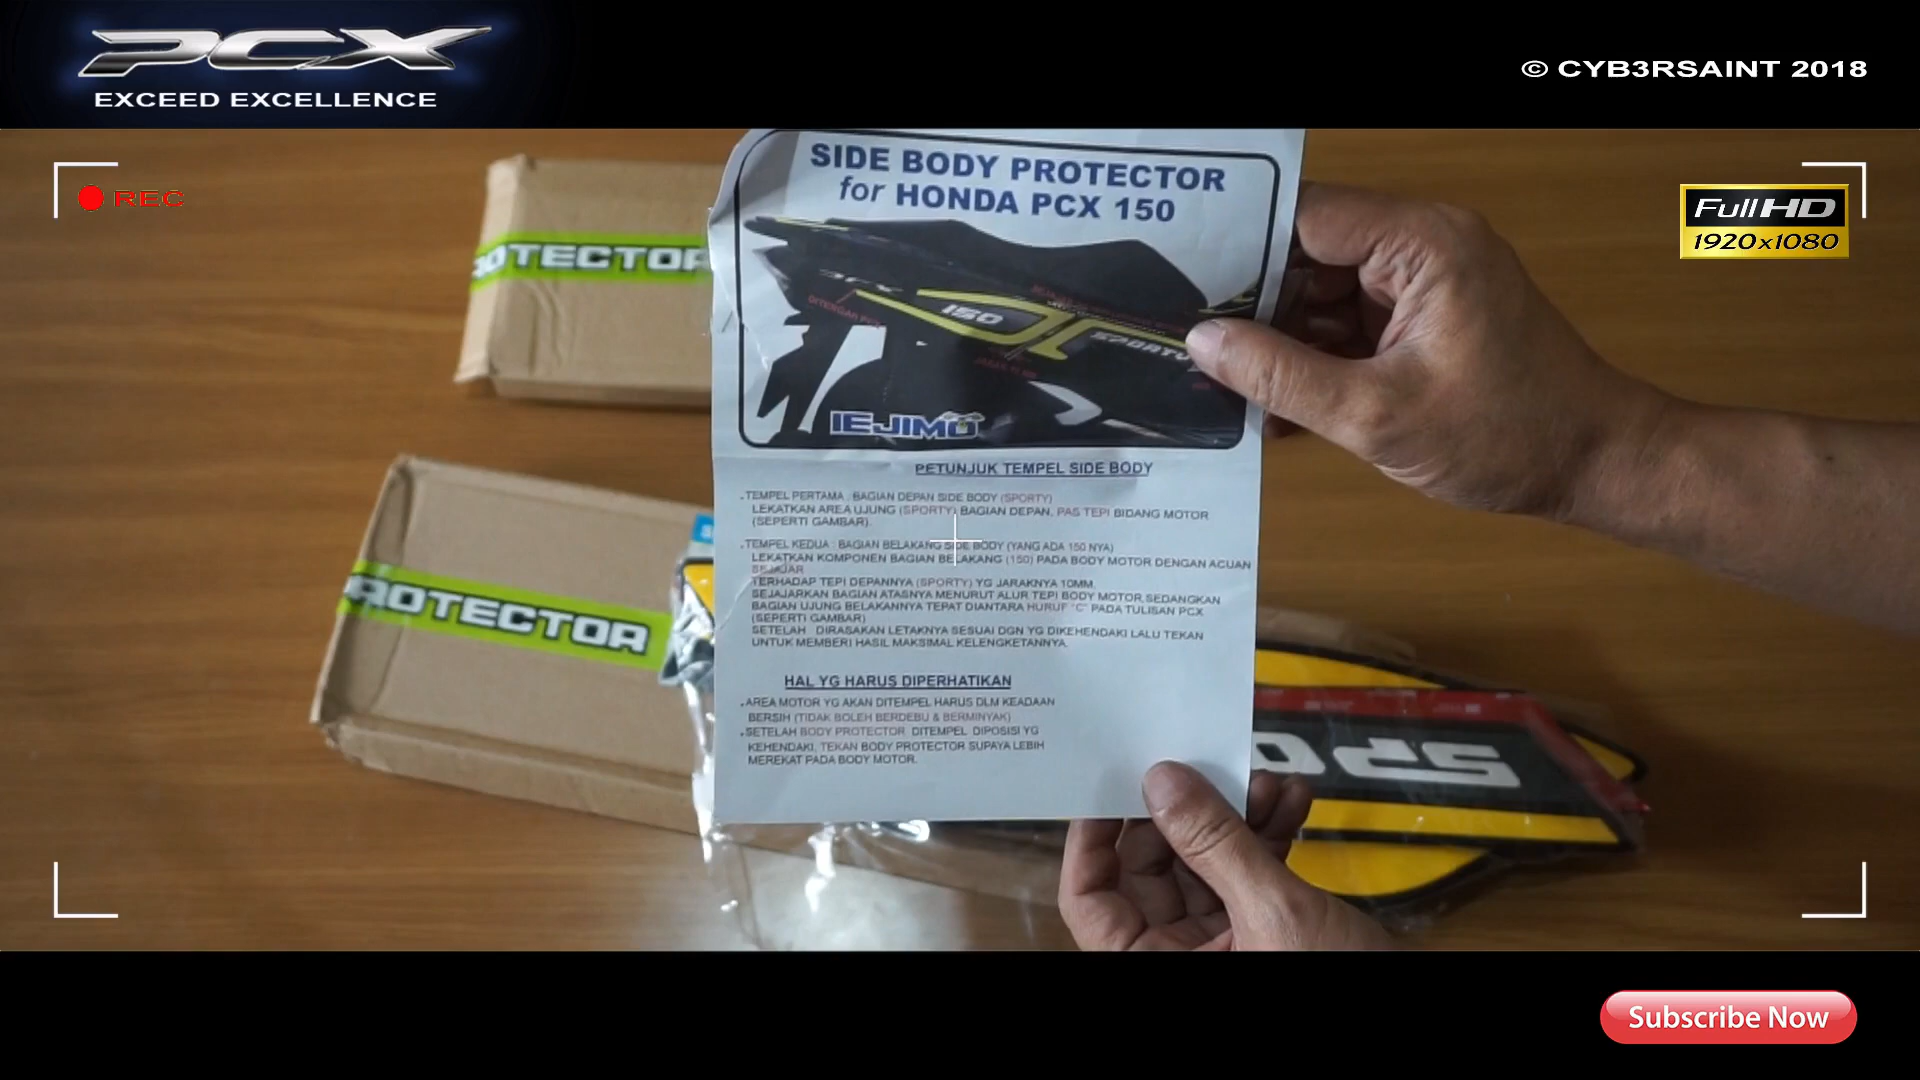 PCX
EXCEED EXCELLENCE
© CYB3RSAINT 2018
REC
Full HD
1920x1080
SIDE BODY PROTECTOR
for HONDA PCX 150
PCX
150
SPORTY
IEJIMO
PETUNJUK TEMPEL SIDE BODY
TEMPEL PERTAMA : BAGIAN DEPAN SIDE BODY (SPORTY)
LEKATKAN AREA UJUNG (SPORTY) BAGIAN DEPAN, PAS TEPI BIDANG MOTOR
(SEPERTI GAMBAR).
TEMPEL KEDUA : BAGIAN BELAKANG SIDE BODY (YANG ADA 150 NYA)
LEKATKAN KOMPONEN BAGIAN BELAKANG (150) PADA BODY MOTOR DENGAN ACUAN
SEJAJAR
TERHADAP TEPI DEPANNYA (SPORTY) YG JARAKNYA 10MM.
SEJAJARKAN BAGIAN ATASNYA MENURUT ALUR TEPI BODY MOTOR, SEDANGKAN
BAGIAN UJUNG BELAKANNYA TEPAT DIANTARA HURUF "C" PADA TULISAN PCX
(SEPERTI GAMBAR)
SETELAH DIRASAKAN LETAKNYA SESUAI DGN YG DIKEHENDAKI LALU TEKAN
UNTUK MEMBERI HASIL MAKSIMAL KELENGKETANNYA.
HAL YG HARUS DIPERHATIKAN
AREA MOTOR YG AKAN DITEMPEL HARUS DLM KEADAAN
BERSIH (TIDAK BOLEH BERDEBU & BERMINYAK)
SETELAH BODY PROTECTOR DITEMPEL DIPOSISI YG
KEHENDAKI, TEKAN BODY PROTECTOR SUPAYA LEBIH
MEREKAT PADA BODY MOTOR.
OTECTOR
ROTECTOR
SPO
Subscribe Now